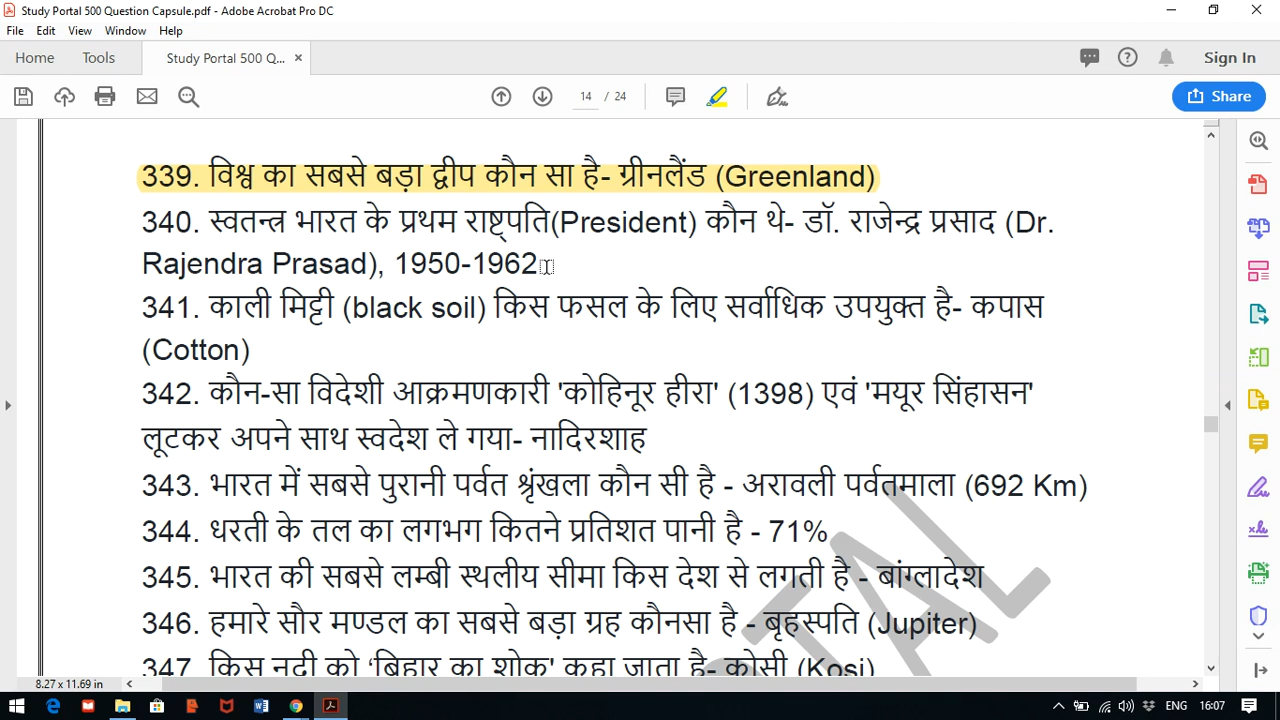 Study Portal 500 Question Capsule.pdf - Adobe Acrobat Pro DC
File Edit View Window Help
Home Tools Study Portal 500 Q... × Sign In
14 / 24 Share
339. विश्व का सबसे बड़ा द्वीप कौन सा है- ग्रीनलैंड (Greenland)
340. स्वतन्त्र भारत के प्रथम राष्ट्रपति(President) कौन थे- डॉ. राजेन्द्र प्रसाद (Dr.
Rajendra Prasad), 1950-1962
341. काली मिट्टी (black soil) किस फसल के लिए सर्वाधिक उपयुक्त है- कपास
(Cotton)
342. कौन-सा विदेशी आक्रमणकारी 'कोहिनूर हीरा' (1398) एवं 'मयूर सिंहासन'
लूटकर अपने साथ स्वदेश ले गया- नादिरशाह
343. भारत में सबसे पुरानी पर्वत श्रृंखला कौन सी है - अरावली पर्वतमाला (692 Km)
344. धरती के तल का लगभग कितने प्रतिशत पानी है - 71%
345. भारत की सबसे लम्बी स्थलीय सीमा किस देश से लगती है - बांग्लादेश
346. हमारे सौर मण्डल का सबसे बड़ा ग्रह कौनसा है - बृहस्पति (Jupiter)
347. किस नदी को ‘बिहार का शोक' कहा जाता है- कोसी (Kosi)
8.27 x 11.69 in
ENG 16:07